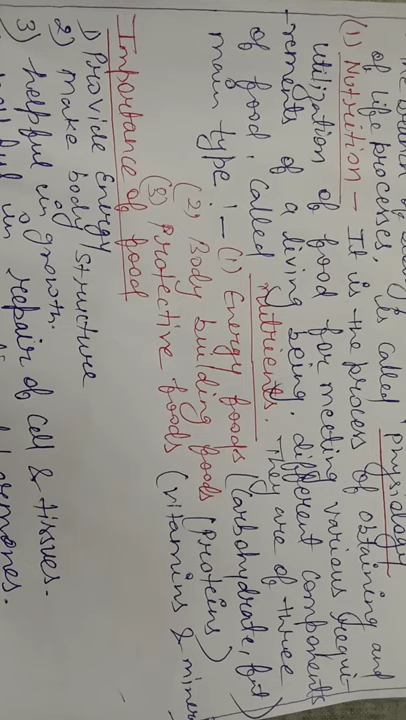 of life processes, is called physiology
(1) Nutrition - It is the process of obtaining and
utilization of food for meeting various requi-
-rements of a living being. different components
of food, called nutrients. They are of three
main type :- (1) Energy foods (Carbohydrate, fat)
(2) Body building foods (Proteins)
(3) Protective foods (vitamins & miner
Importance of food
1) Provide Energy
2) make body structure
3) helpful in growth.
repair of cell & tissues.
hormones.